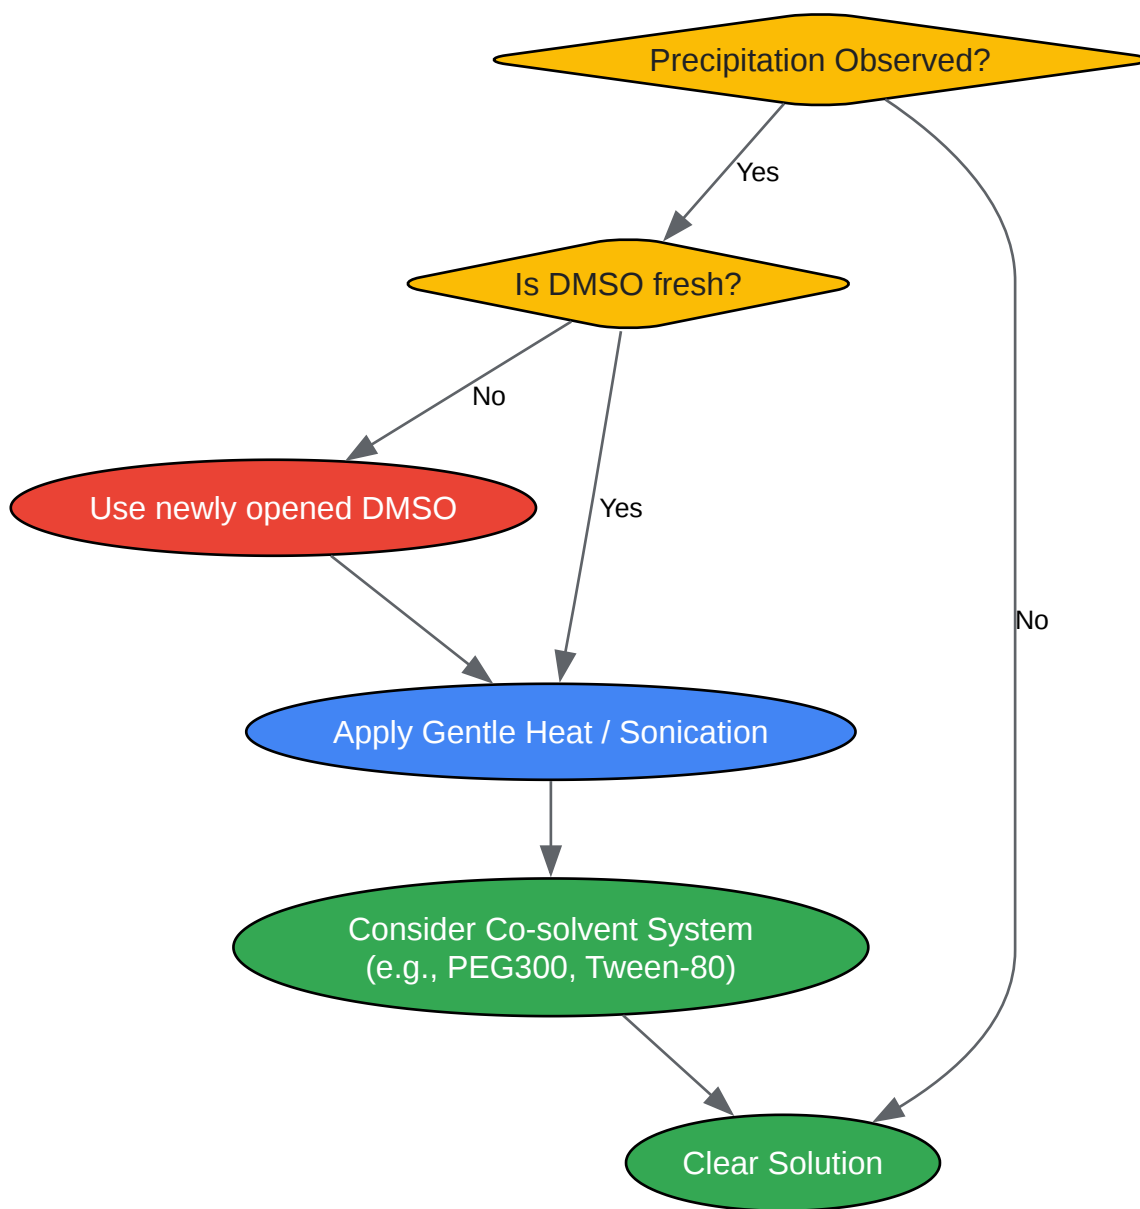 Precipitation Observed?
Yes
Is DMSO fresh?
No
Use newly opened DMSO
Yes
No
Apply Gentle Heat / Sonication
Consider Co-solvent System
(e.g., PEG300, Tween-80)
Clear Solution